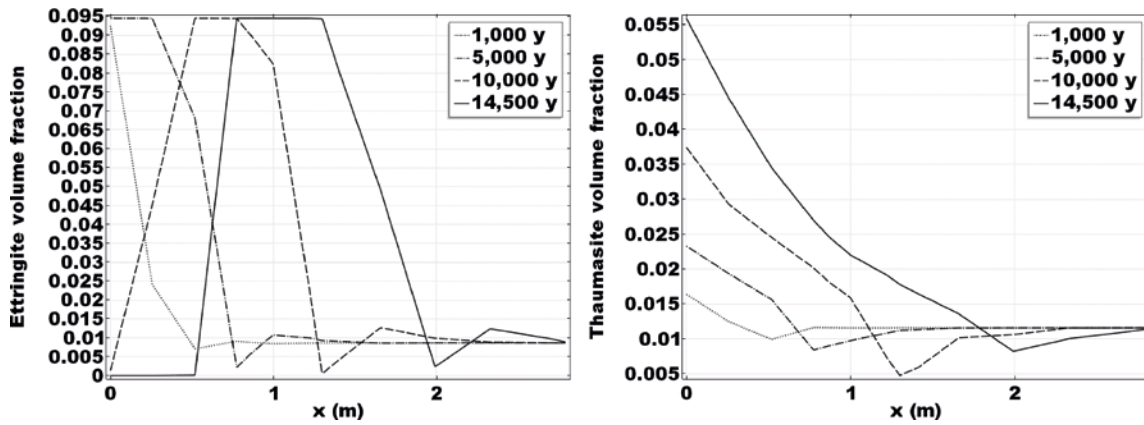 0.095
0.09
0.085
0.08
0.075
0.07
0.065
0.06
0.055
0.05
0.045
0.04
0.035
0.03
0.025
0.02
0.015
0.01
0.005
0
Ettringite volume fraction
0 1 2
x (m)
1,000 y
5,000 y
10,000 y
14,500 y
0.055
0.05
0.045
0.04
0.035
0.03
0.025
0.02
0.015
0.01
0.005
Thaumasite volume fraction
0 1 2
x (m)
1,000 y
5,000 y
10,000 y
14,500 y